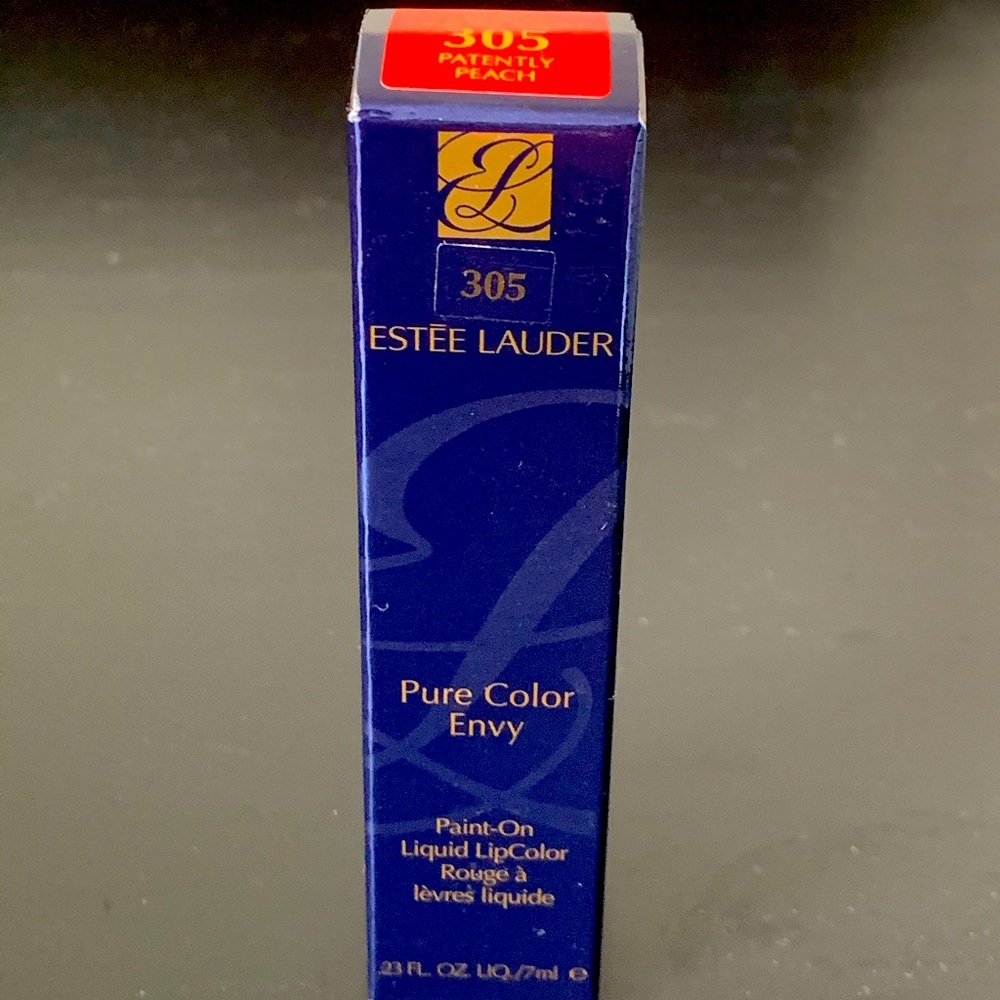 305
PATENTLY
PEACH
305
ESTĒE LAUDER
Pure Color
Envy
Paint-On
Liquid LipColor
Rouge à
lèvres liquide
.23 FL. OZ. LIQ./7ml ℮